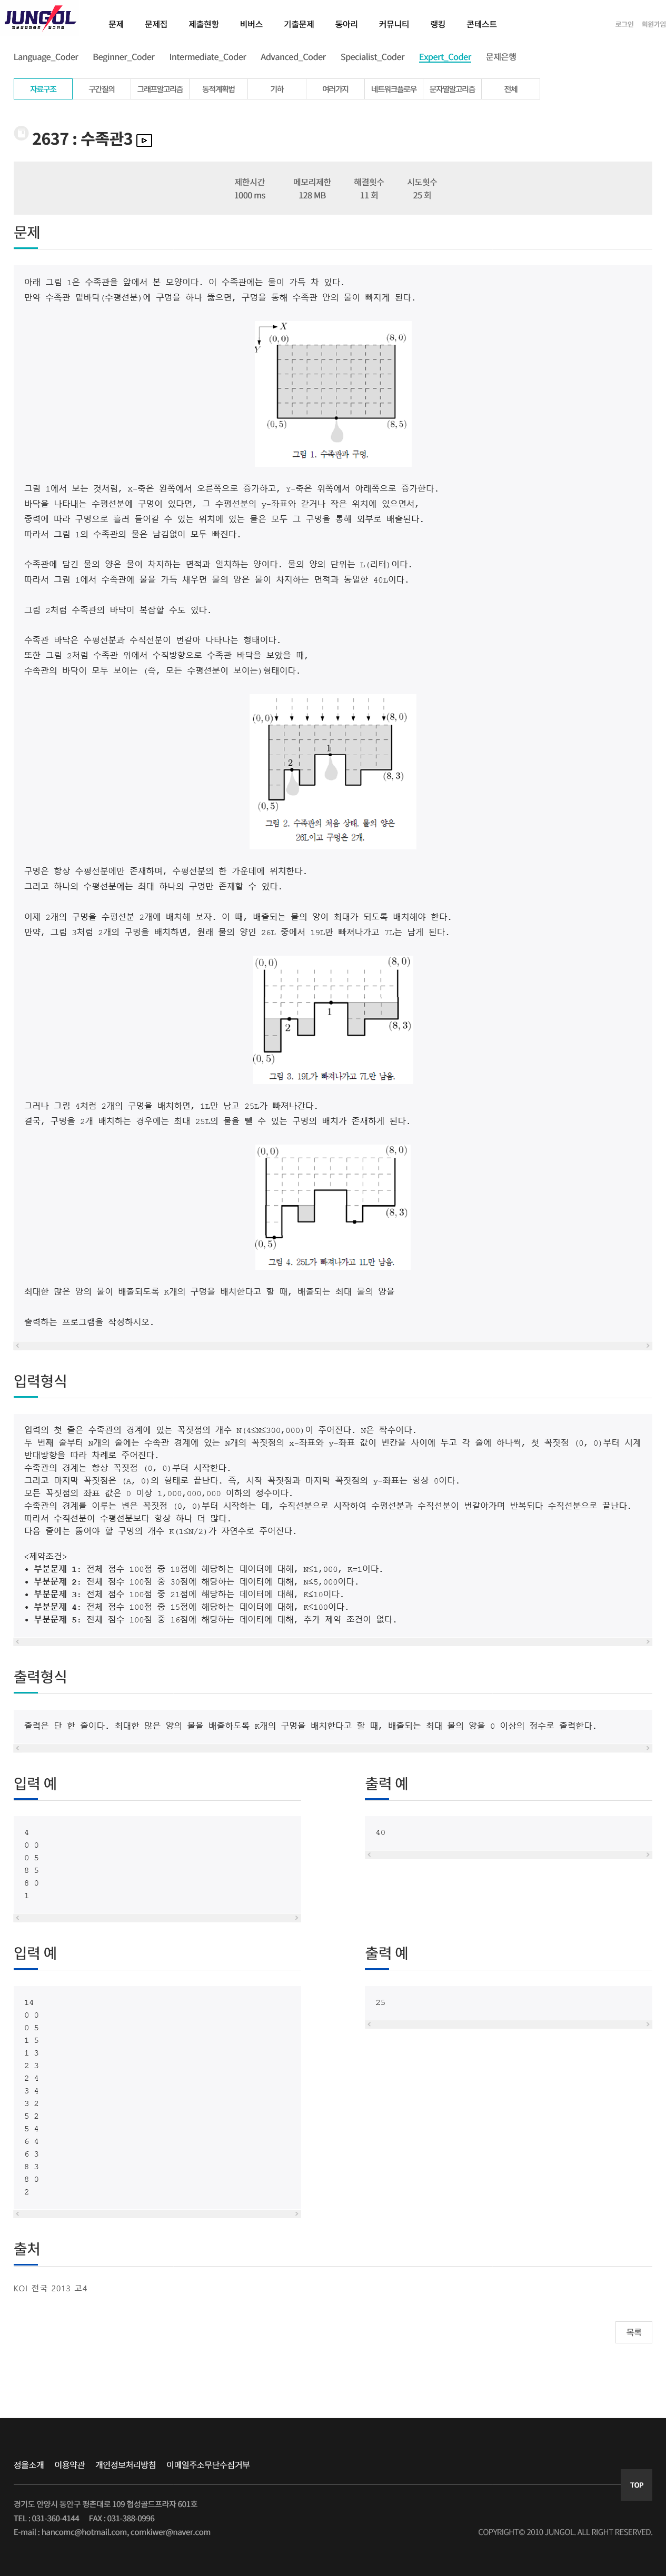 JUNGOL
문제 문제집 제출현황 비버스 기출문제 동아리 커뮤니티 랭킹 콘테스트
로그인 회원가입
Language_Coder Beginner_Coder Intermediate_Coder Advanced_Coder Specialist_Coder Expert_Coder 문제은행
자료구조 구간질의 그래프알고리즘 동적계획법 기하 여러가지 네트워크플로우 문자열알고리즘 전체
2637 : 수족관3
제한시간 메모리제한 해결횟수 시도횟수
1000 ms 128 MB 11 회 25 회
문제
아래 그림 1은 수족관을 앞에서 본 모양이다. 이 수족관에는 물이 가득 차 있다.
만약 수족관 밑바닥(수평선분)에 구멍을 하나 뚫으면, 구멍을 통해 수족관 안의 물이 빠지게 된다.
X
(0, 0) (8, 0)
Y
(0, 5) (8, 5)
그림 1. 수족관과 구멍.
그림 1에서 보는 것처럼, X-축은 왼쪽에서 오른쪽으로 증가하고, Y-축은 위쪽에서 아래쪽으로 증가한다.
바닥을 나타내는 수평선분에 구멍이 있다면, 그 수평선분의 y-좌표와 같거나 작은 위치에 있으면서,
중력에 따라 구멍으로 흘러 들어갈 수 있는 위치에 있는 물은 모두 그 구멍을 통해 외부로 배출된다.
따라서 그림 1의 수족관의 물은 남김없이 모두 빠진다.
수족관에 담긴 물의 양은 물이 차지하는 면적과 일치하는 양이다. 물의 양의 단위는 L(리터)이다.
따라서 그림 1에서 수족관에 물을 가득 채우면 물의 양은 물이 차지하는 면적과 동일한 40L이다.
그림 2처럼 수족관의 바닥이 복잡할 수도 있다.
수족관 바닥은 수평선분과 수직선분이 번갈아 나타나는 형태이다.
또한 그림 2처럼 수족관 위에서 수직방향으로 수족관 바닥을 보았을 때,
수족관의 바닥이 모두 보이는 (즉, 모든 수평선분이 보이는)형태이다.
(0, 0) (8, 0)
1
2
(8, 3)
(0, 5)
그림 2. 수족관의 처음 상태. 물의 양은
26L이고 구멍은 2개.
구멍은 항상 수평선분에만 존재하며, 수평선분의 한 가운데에 위치한다.
그리고 하나의 수평선분에는 최대 하나의 구멍만 존재할 수 있다.
이제 2개의 구멍을 수평선분 2개에 배치해 보자. 이 때, 배출되는 물의 양이 최대가 되도록 배치해야 한다.
만약, 그림 3처럼 2개의 구멍을 배치하면, 원래 물의 양인 26L 중에서 19L만 빠져나가고 7L는 남게 된다.
(0, 0) (8, 0)
1
2
(8, 3)
(0, 5)
그림 3. 19L가 빠져나가고 7L만 남음.
그러나 그림 4처럼 2개의 구멍을 배치하면, 1L만 남고 25L가 빠져나간다.
결국, 구멍을 2개 배치하는 경우에는 최대 25L의 물을 뺄 수 있는 구멍의 배치가 존재하게 된다.
(0, 0) (8, 0)
(8, 3)
(0, 5)
그림 4. 25L가 빠져나가고 1L만 남음.
최대한 많은 양의 물이 배출되도록 K개의 구멍을 배치한다고 할 때, 배출되는 최대 물의 양을
출력하는 프로그램을 작성하시오.
입력형식
입력의 첫 줄은 수족관의 경계에 있는 꼭짓점의 개수 N(4≤N≤300,000)이 주어진다. N은 짝수이다.
두 번째 줄부터 N개의 줄에는 수족관 경계에 있는 N개의 꼭짓점의 x-좌표와 y-좌표 값이 빈칸을 사이에 두고 각 줄에 하나씩, 첫 꼭짓점 (0, 0)부터 시계
반대방향을 따라 차례로 주어진다.
수족관의 경계는 항상 꼭짓점 (0, 0)부터 시작한다.
그리고 마지막 꼭짓점은 (A, 0)의 형태로 끝난다. 즉, 시작 꼭짓점과 마지막 꼭짓점의 y-좌표는 항상 0이다.
모든 꼭짓점의 좌표 값은 0 이상 1,000,000,000 이하의 정수이다.
수족관의 경계를 이루는 변은 꼭짓점 (0, 0)부터 시작하는 데, 수직선분으로 시작하여 수평선분과 수직선분이 번갈아가며 반복되다 수직선분으로 끝난다.
따라서 수직선분이 수평선분보다 항상 하나 더 많다.
다음 줄에는 뚫어야 할 구멍의 개수 K(1≤N/2)가 자연수로 주어진다.
<제약조건>
• 부분문제 1: 전체 점수 100점 중 18점에 해당하는 데이터에 대해, N≤1,000, K=1이다.
• 부분문제 2: 전체 점수 100점 중 30점에 해당하는 데이터에 대해, N≤5,000이다.
• 부분문제 3: 전체 점수 100점 중 21점에 해당하는 데이터에 대해, K≤10이다.
• 부분문제 4: 전체 점수 100점 중 15점에 해당하는 데이터에 대해, K≤100이다.
• 부분문제 5: 전체 점수 100점 중 16점에 해당하는 데이터에 대해, 추가 제약 조건이 없다.
출력형식
출력은 단 한 줄이다. 최대한 많은 양의 물을 배출하도록 K개의 구멍을 배치한다고 할 때, 배출되는 최대 물의 양을 0 이상의 정수로 출력한다.
입력 예
4
0 0
0 5
8 5
8 0
1
출력 예
40
입력 예
14
0 0
0 5
1 5
1 3
2 3
2 4
3 4
3 2
5 2
5 4
6 4
6 3
8 3
8 0
2
출력 예
25
출처
KOI 전국 2013 고4
목록
정올소개 이용약관 개인정보처리방침 이메일주소무단수집거부
TOP
경기도 안양시 동안구 평촌대로 109 협성골드프라자 601호
TEL : 031-360-4144 FAX : 031-388-0996
E-mail : hancomc@hotmail.com, comkiwer@naver.com
COPYRIGHT© 2010 JUNGOL. ALL RIGHT RESERVED.